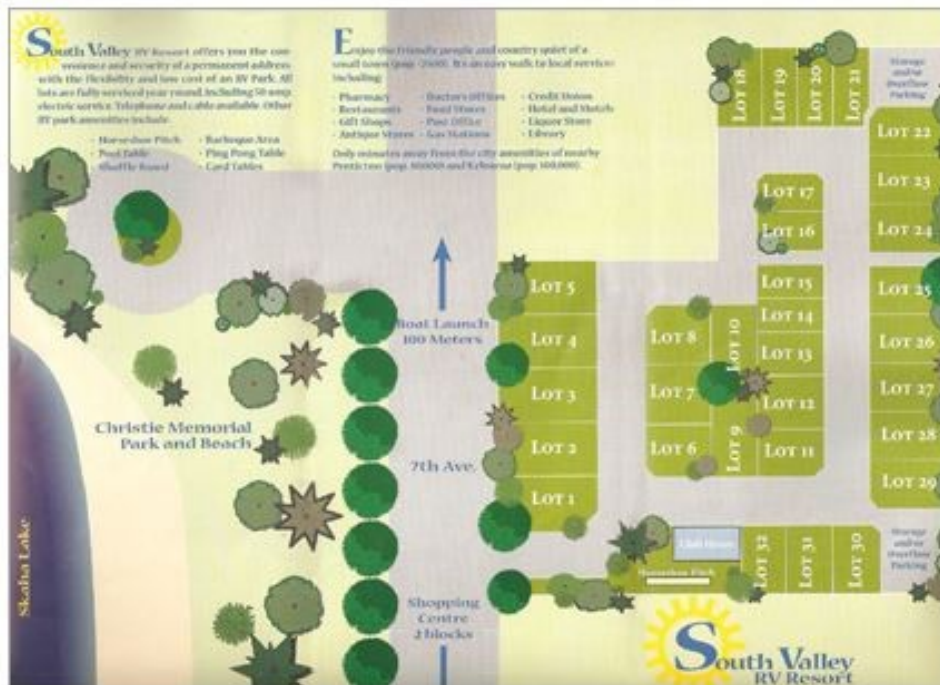 South Valley RV Resort offers you the con-
venience and security of a permanent address
with the flexibility and low cost of an RV Park. All
lots are fully serviced year round, including 50 amp
electric service. Telephone and cable available. Other
RV park amenities include:
· Horseshoe Pitch
· Pool Table
· Shuffle Board
· Barbeque Area
· Ping Pong Table
· Card Tables
Enjoy the friendly people and country quiet of a
small town (pop. ). It's an easy walk to local services
including:
· Pharmacy
· Restaurants
· Gift Shops
· Antique Stores
· Doctors Offices
· Food Stores
· Post Office
· Gas Stations
· Credit Union
· Hotel and Motels
· Liquor Store
· Library
Only minutes away from the city amenities of nearby
Penticton (pop. ) and Kelowna (pop. 100,000).
Lot 18
Lot 19
Lot 20
Lot 21
Storage
and/or
Overflow
Parking
Lot 22
Lot 23
Lot 24
Lot 17
Lot 16
Lot 5
Lot 4
Lot 3
Lot 2
Lot 1
Boat Launch
100 Meters
Lot 8
Lot 7
Lot 6
Lot 10
Lot 9
Lot 15
Lot 14
Lot 13
Lot 12
Lot 11
Lot 25
Lot 26
Lot 27
Lot 28
Lot 29
Christie Memorial
Park and Beach
7th Ave.
Skaha Lake
Club House
Horseshoe Pitch
Lot 32
Lot 31
Lot 30
Storage
and/or
Overflow
Parking
Shopping
Centre
2 blocks
South Valley
RV Resort